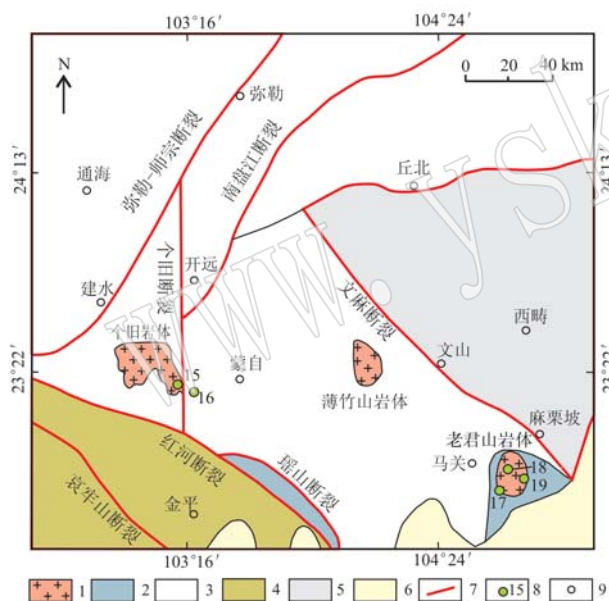 103°16′
104°24′
N
0 20 40 km
弥勒
24°13′
24°13′
通海
弥勒-师宗断裂
南盘江断裂
丘北
个旧断裂
开远
建水
文麻断裂
西畴
个旧岩体
23°22′
15
蒙自
文山
23°22′
16
薄竹山岩体
麻栗坡
老君山岩体
红河断裂
瑶山断裂
马关
18
19
17
哀牢山断裂
金平
103°16′
104°24′
1 2 3 4 5 6 7 15 8 9
www.ysk